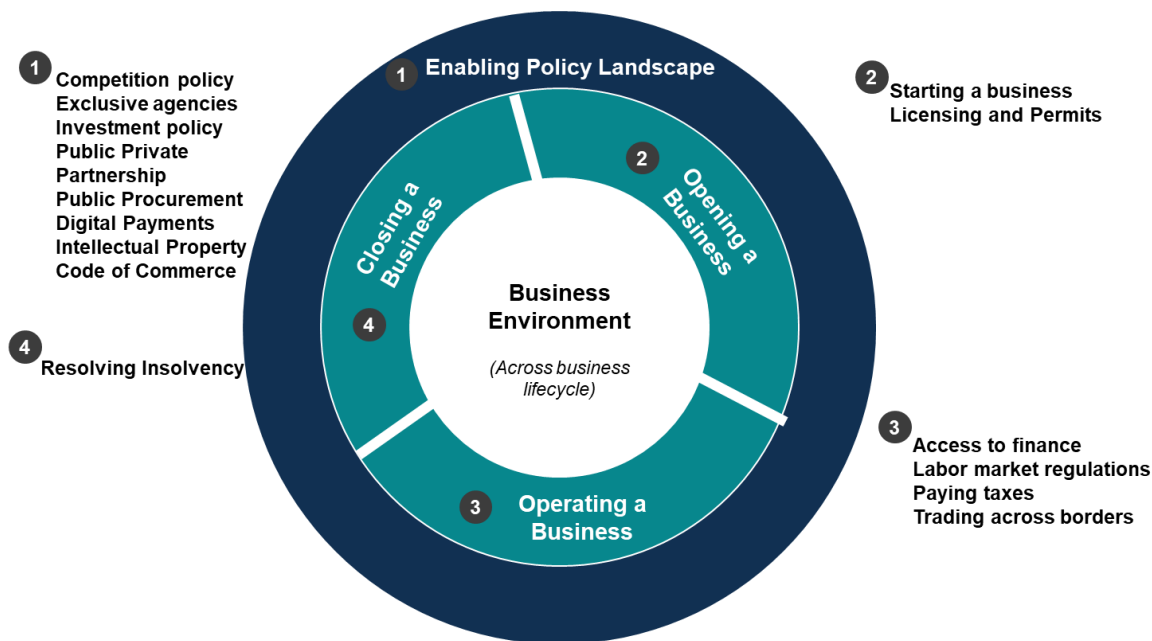 1
Competition policy
Exclusive agencies
Investment policy
Public Private
Partnership
Public Procurement
Digital Payments
Intellectual Property
Code of Commerce
1 Enabling Policy Landscape
2
Starting a business
Licensing and Permits
2
Opening a
Business
Closing a
Business
4
Business
Environment
(Across business
lifecycle)
4
Resolving Insolvency
3
Access to finance
Labor market regulations
Paying taxes
Trading across borders
3 Operating a
Business